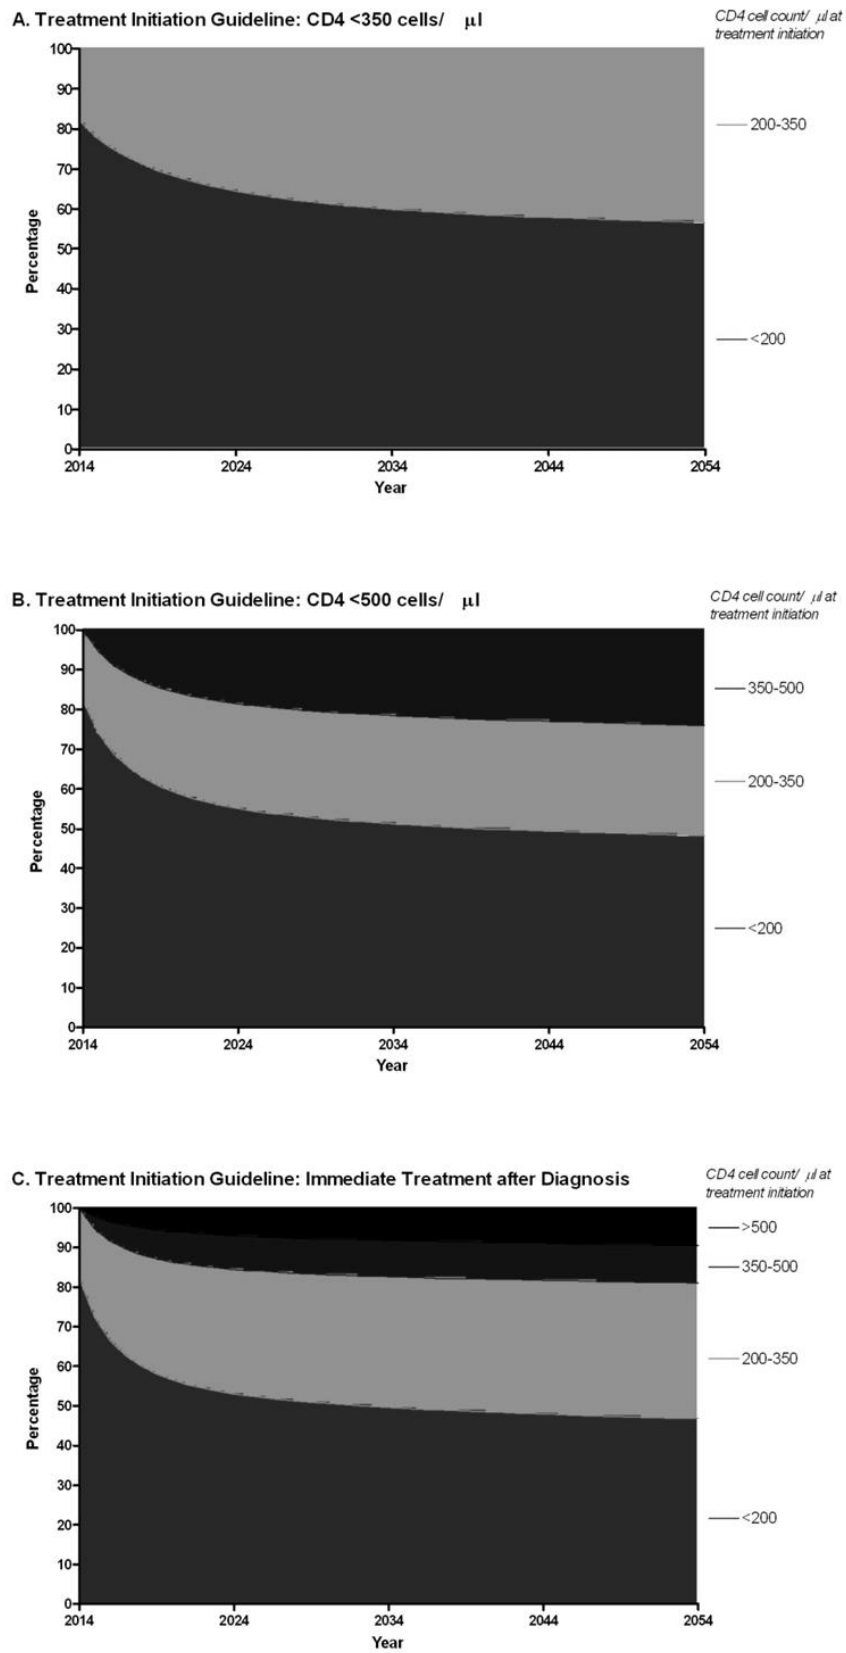 A. Treatment Initiation Guideline: CD4 <350 cells/ μl
CD4 cell count/ μl at
treatment initiation
100
90
80
70
60
50
40
30
20
10
0
Percentage
200-350
<200
2014 2024 2034 2044 2054
Year
B. Treatment Initiation Guideline: CD4 <500 cells/ μl
CD4 cell count/ μl at
treatment initiation
100
90
80
70
60
50
40
30
20
10
0
Percentage
350-500
200-350
<200
2014 2024 2034 2044 2054
Year
C. Treatment Initiation Guideline: Immediate Treatment after Diagnosis
CD4 cell count/ μl at
treatment initiation
100
90
80
70
60
50
40
30
20
10
0
Percentage
>500
350-500
200-350
<200
2014 2024 2034 2044 2054
Year